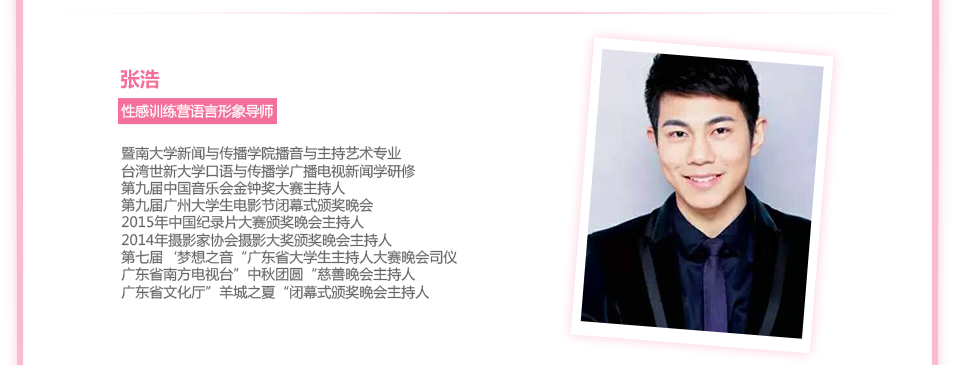 张浩
性感训练营语言形象导师
暨南大学新闻与传播学院播音与主持艺术专业
台湾世新大学口语与传播学广播电视新闻学研修
第九届中国音乐会金钟奖大赛主持人
第九届广州大学生电影节闭幕式颁奖晚会
2015年中国纪录片大赛颁奖晚会主持人
2014年摄影家协会摄影大奖颁奖晚会主持人
第七届‘梦想之音“广东省大学生主持人大赛晚会司仪
广东省南方电视台”中秋团圆“慈善晚会主持人
广东省文化厅”羊城之夏“闭幕式颁奖晚会主持人